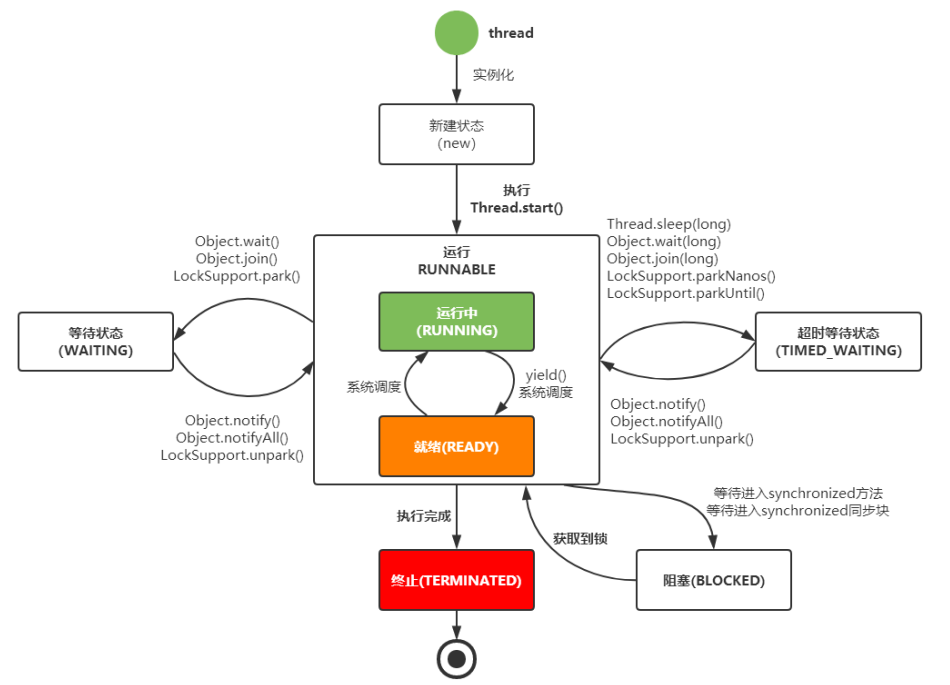 thread
实例化
新建状态
（new）
执行
Thread.start()
Object.wait()
Object.join()
LockSupport.park()
运行
RUNNABLE
Thread.sleep(long)
Object.wait(long)
Object.join(long)
LockSupport.parkNanos()
LockSupport.parkUntil()
等待状态
(WAITING)
运行中
(RUNNING)
超时等待状态
(TIMED_WAITING)
系统调度
yield()
系统调度
Object.notify()
Object.notifyAll()
LockSupport.unpark()
就绪(READY)
Object.notify()
Object.notifyAll()
LockSupport.unpark()
执行完成
获取到锁
等待进入synchronized方法
等待进入synchronized同步块
终止(TERMINATED)
阻塞(BLOCKED)